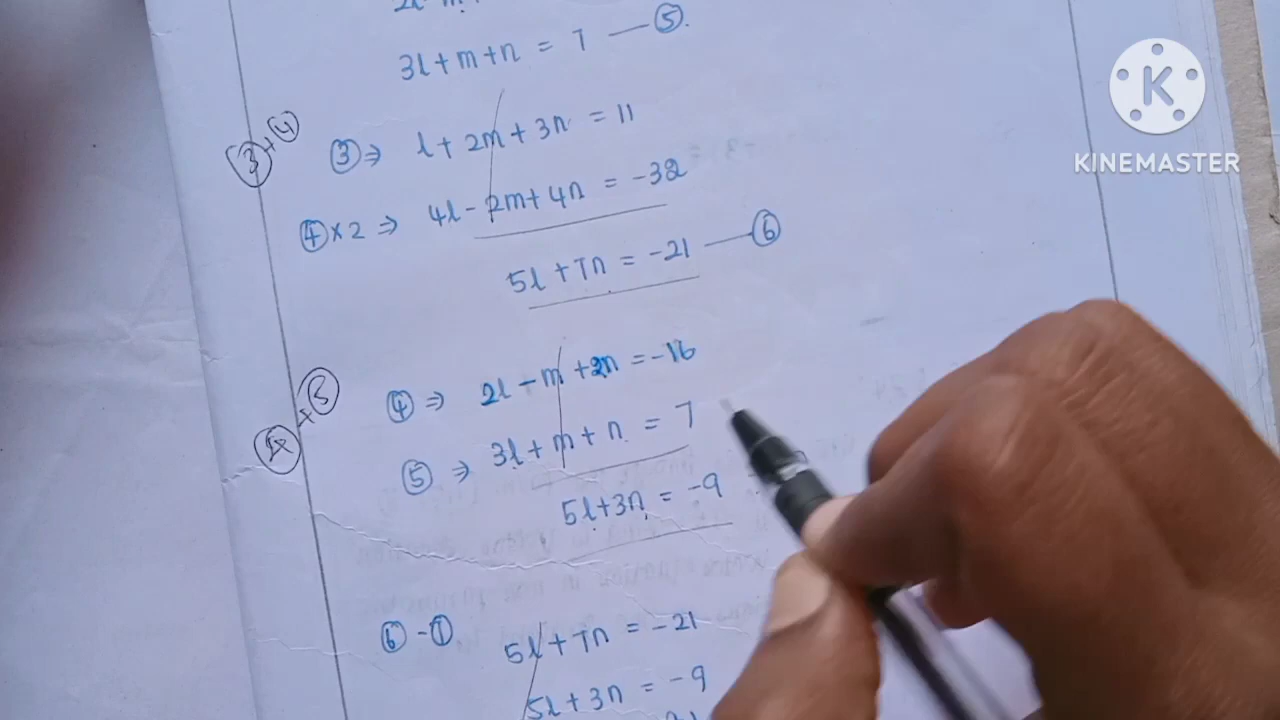 3l+m+n = 7 — ⑤.
③+④
③ ⇒ l + 2m + 3n = 11
④×2 ⇒ 4l - 2m + 4n = -32
5l + 7n = -21 — ⑥
④+⑤
④ ⇒ 2l - m + 2n = -16
⑤ ⇒ 3l + m + n = 7
5l+3n = -9
⑥ - ⑦
5l + 7n = -21
5l + 3n = -9
K
KINEMASTER